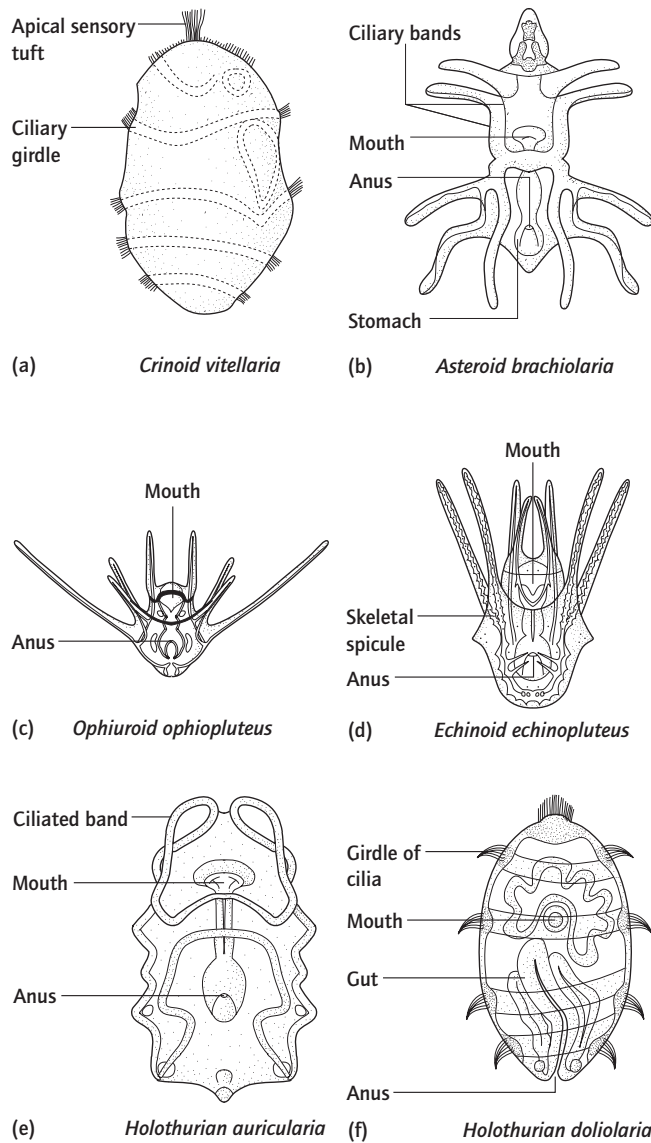 Apical sensory
tuft
Ciliary
girdle
(a) Crinoid vitellaria
Ciliary bands
Mouth
Anus
Stomach
(b) Asteroid brachiolaria
Mouth
Anus
(c) Ophiuroid ophiopluteus
Mouth
Skeletal
spicule
Anus
(d) Echinoid echinopluteus
Ciliated band
Mouth
Anus
(e) Holothurian auricularia
Girdle of
cilia
Mouth
Gut
Anus
(f) Holothurian doliolaria